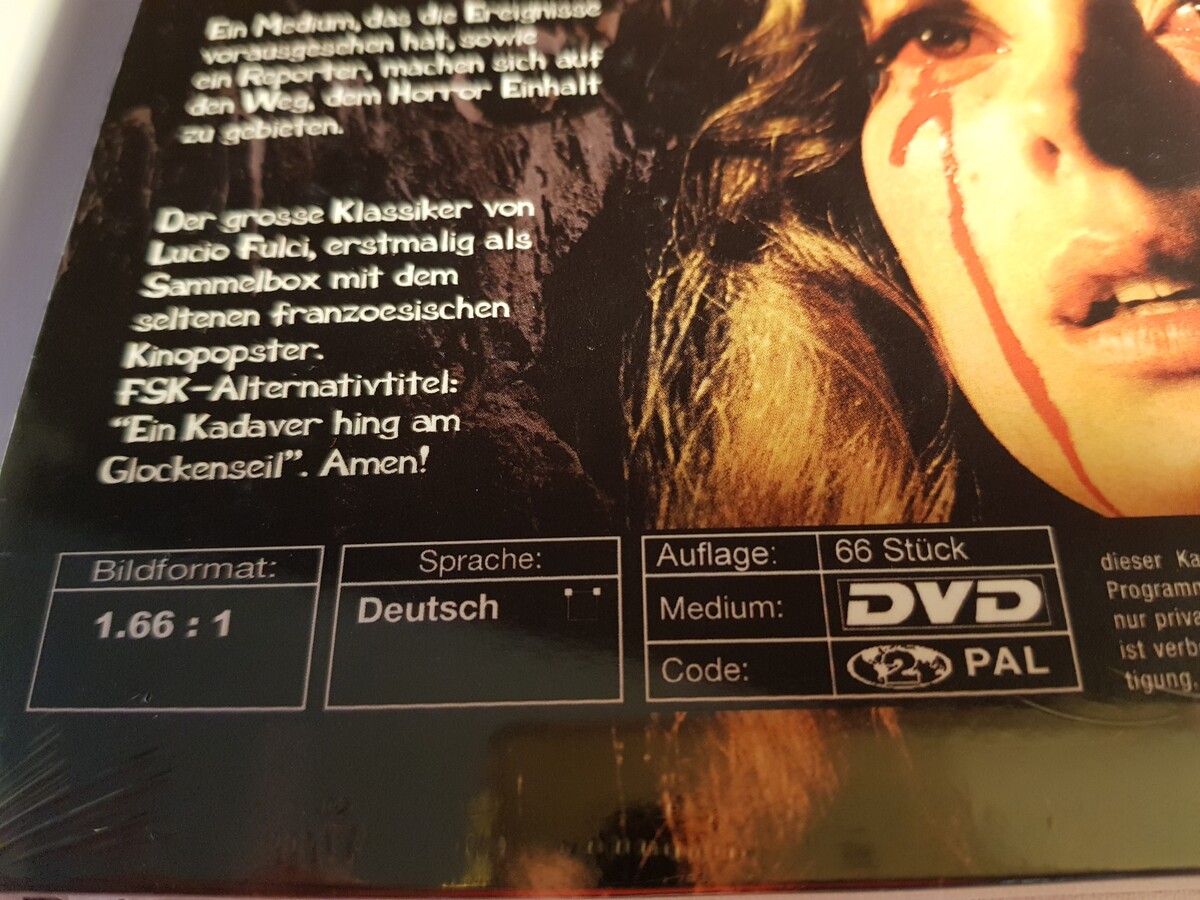 Ein Medium, das die Ereignisse
vorausgesehen hat, sowie
ein Reporter, machen sich auf
den Weg, dem Horror Einhalt
zu gebieten.
Der grosse Klassiker von
Lucio Fulci, erstmalig als
Sammelbox mit dem
seltenen franzoesischen
Kinopopster.
FSK-Alternativtitel:
"Ein Kadaver hing am
Glockenseil". Amen!
Bildformat:
1.66 : 1
Sprache:
Deutsch
Auflage: 66 Stück
Medium: DVD
Code: 2 PAL
dieser
nur
tigung.